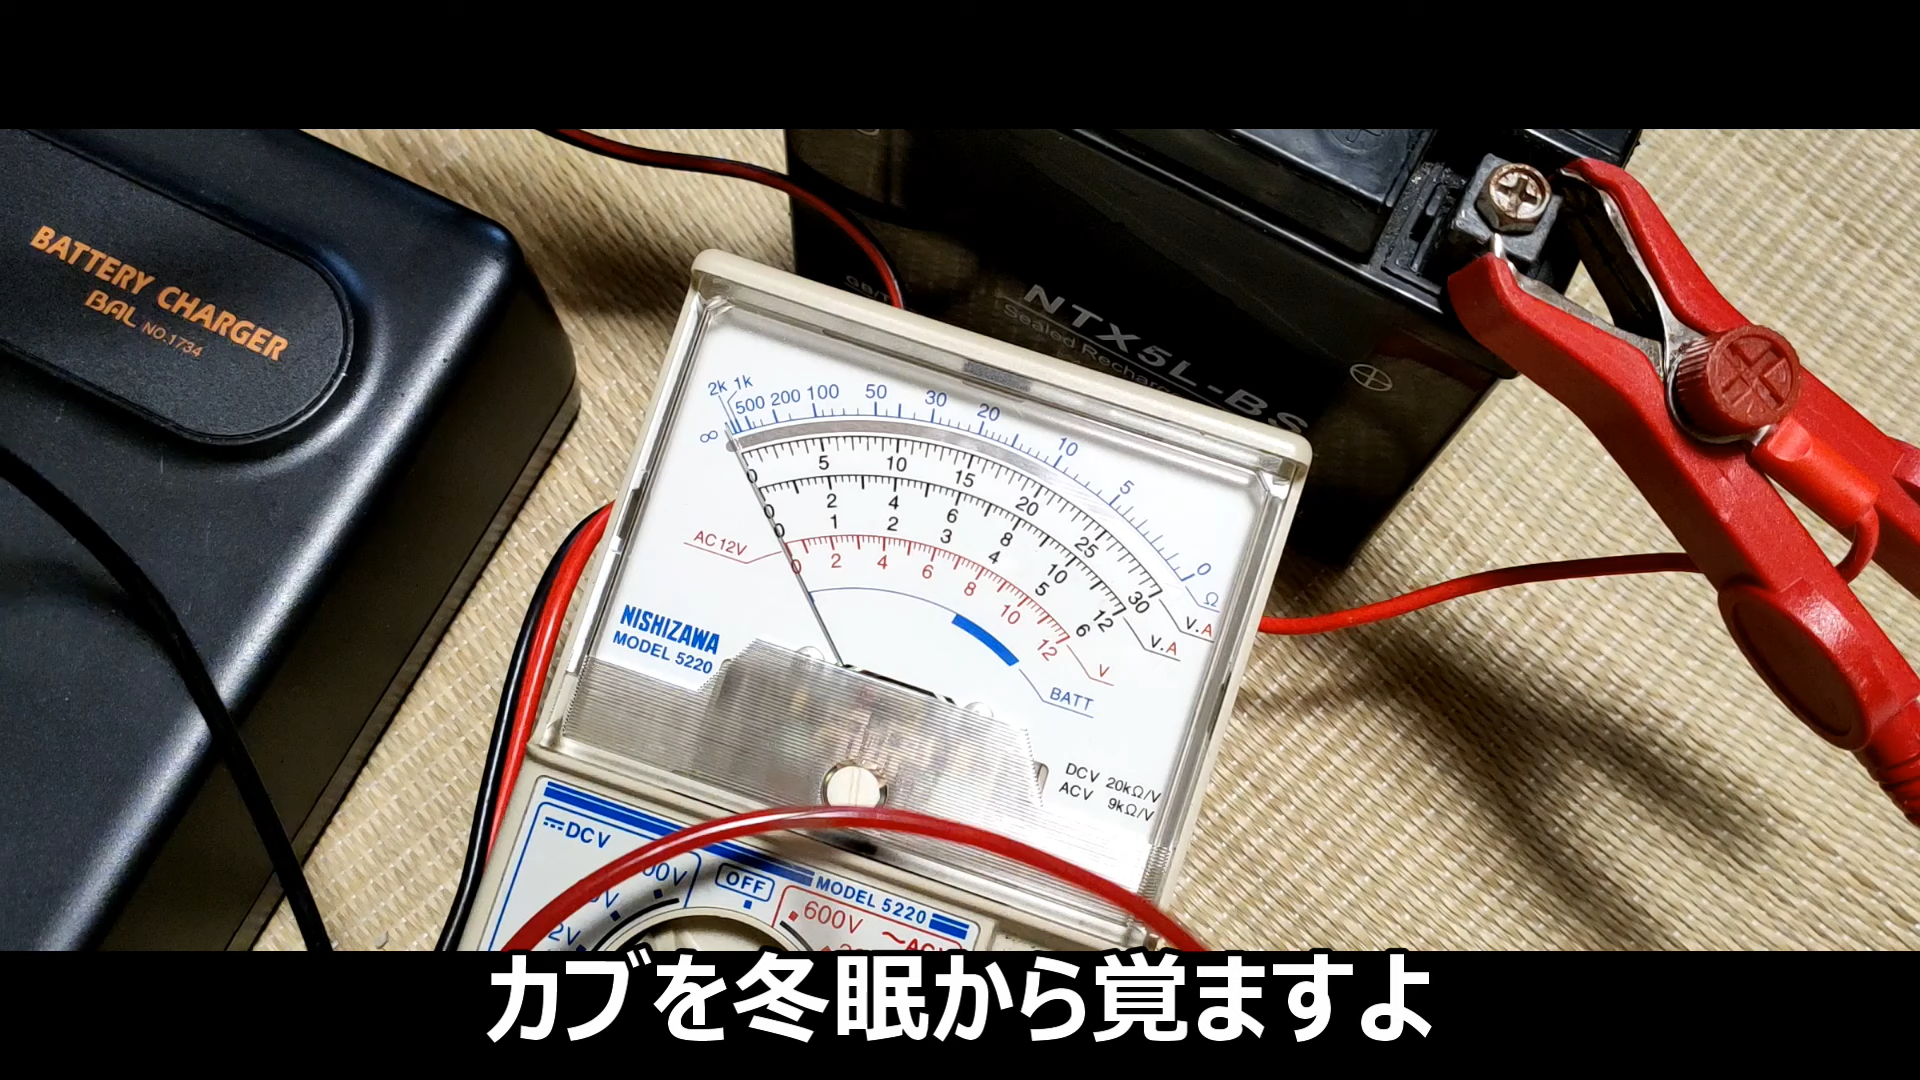 BATTERY CHARGER
BAL NO.1734
NTX5L-BS
Sealed Recharg
2k 1k 500 200 100 50 30 20 10 5 0 Ω
∞
0 5 10 15 20 25 30 V.A
0 2 4 6 8 10 12 V.A
0 1 2 3 4 5 6
AC 12V 0 2 4 6 8 10 12 V
BATT
NISHIZAWA
MODEL 5220
DCV 20kΩ/V
ACV 9kΩ/V
DCV
OFF
MODEL 5220
600V
カブを冬眠から覚ますよ